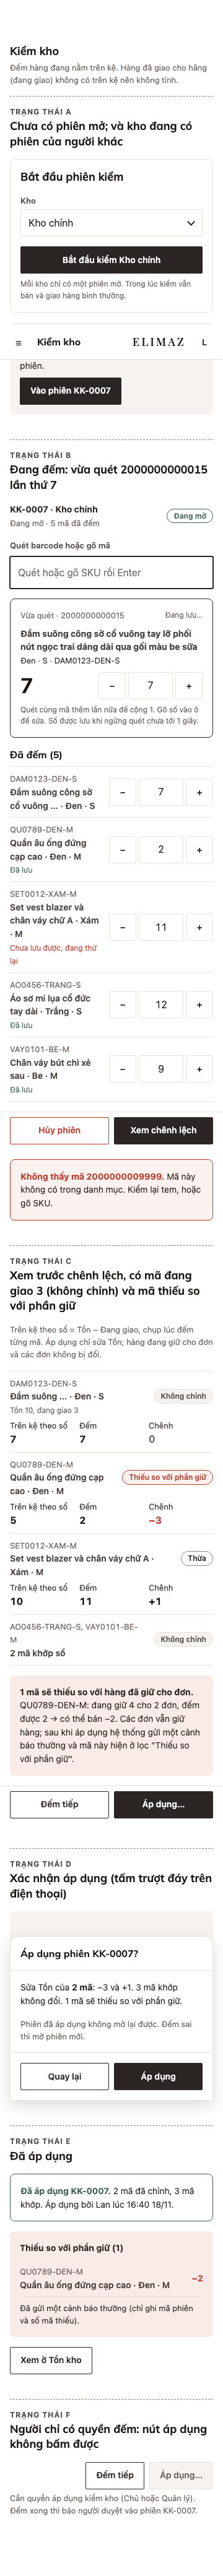 Kiểm kho
Đếm hàng đang nằm trên kệ. Hàng đã giao cho hãng
(đang giao) không có trên kệ nên không tính.
TRẠNG THÁI A
Chưa có phiên mở; và kho đang có
phiên của người khác
Bắt đầu phiên kiểm
Kho
Kho chính
Bắt đầu kiểm Kho chính
Mỗi kho chỉ có một phiên mở. Trong lúc kiểm vẫn
bán và giao hàng bình thường.
≡ Kiểm kho ELIMAZ L
phiên.
Vào phiên KK-0007
TRẠNG THÁI B
Đang đếm: vừa quét 2000000000015
lần thứ 7
KK-0007 · Kho chính
Đang mở · 5 mã đã đếm
Đang mở
Quét barcode hoặc gõ mã
Quét hoặc gõ SKU rồi Enter
Vừa quét · 2000000000015 Đang lưu...
Đầm suông công sở cổ vuông tay lỡ phối
nút ngọc trai dáng dài qua gối màu be sữa
Đen · S · DAM0123-DEN-S
7 − 7 +
Quét cùng mã thêm lần nữa để cộng 1. Gõ số vào ô
để sửa. Số được lưu khi ngừng quét chưa tới 1 giây.
Đã đếm (5)
DAM0123-DEN-S
Đầm suông công sở
cổ vuông ... · Đen · S
− 7 +
QU0789-DEN-M
Quần âu ống đứng
cạp cao · Đen · M
Đã lưu
− 2 +
SET0012-XAM-M
Set vest blazer và
chân váy chữ A · Xám
· M
Chưa lưu được, đang thử
lại
− 11 +
AO0456-TRANG-S
Áo sơ mi lụa cổ đức
tay dài · Trắng · S
Đã lưu
− 12 +
VAY0101-BE-M
Chân váy bút chì xẻ
sau · Be · M
Đã lưu
− 9 +
Hủy phiên Xem chênh lệch
Không thấy mã 2000000009999. Mã này
không có trong danh mục. Kiểm lại tem, hoặc
gõ SKU.
TRẠNG THÁI C
Xem trước chênh lệch, có mã đang
giao 3 (không chỉnh) và mã thiếu so
với phần giữ
Trên kệ theo sổ = Tồn − Đang giao, chụp lúc đếm
từng mã. Áp dụng chỉ sửa Tồn; hàng đang giữ cho đơn
và các đơn không bị đổi.
DAM0123-DEN-S
Đầm suông ... · Đen · S
Tồn 10, đang giao 3
Không chỉnh
Trên kệ theo sổ Đếm Chênh
7 7 0
QU0789-DEN-M
Quần âu ống đứng
cạp cao · Đen · M
Thiếu so với phần giữ
Trên kệ theo sổ Đếm Chênh
5 2 −3
SET0012-XAM-M
Set vest blazer và chân váy chữ A ·
Xám · M
Thừa
Trên kệ theo sổ Đếm Chênh
10 11 +1
AO0456-TRANG-S, VAY0101-BE-
M
2 mã khớp sổ
Không chỉnh
1 mã sẽ thiếu so với hàng đã giữ cho đơn.
QU0789-DEN-M: đang giữ 4 cho 2 đơn, đếm
được 2 → có thể bán −2. Các đơn vẫn giữ
hàng; sau khi áp dụng hệ thống gửi một cảnh
báo thường và mã này hiện ở lọc "Thiếu
so với phần giữ".
Đếm tiếp Áp dụng...
TRẠNG THÁI D
Xác nhận áp dụng (tấm trượt đáy trên
điện thoại)
Áp dụng phiên KK-0007?
Sửa Tồn của 2 mã: −3 và +1. 3 mã khớp
không đổi. 1 mã sẽ thiếu so với phần giữ.
Phiên đã áp dụng không mở lại được. Đếm sai
thì mở phiên mới.
Quay lại Áp dụng
TRẠNG THÁI E
Đã áp dụng
Đã áp dụng KK-0007. 2 mã đã chỉnh, 3 mã
khớp. Áp dụng bởi Lan lúc 16:40 18/11.
Thiếu so với phần giữ (1)
QU0789-DEN-M
Quần âu ống đứng cạp cao · Đen · M
−2
Đã gửi một cảnh báo thường (chỉ ghi mã phiên
và số mã thiếu).
Xem ở Tồn kho
TRẠNG THÁI F
Người chỉ có quyền đếm: nút áp dụng
không bấm được
Đếm tiếp Áp dụng...
Cần quyền áp dụng kiểm kho (Chủ hoặc Quản lý).
Đếm xong thì báo người duyệt vào phiên KK-0007.